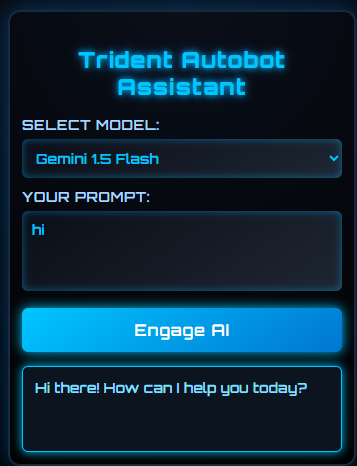 Trident Autobot
Assistant
SELECT MODEL:
Gemini 1.5 Flash
YOUR PROMPT:
hi
Engage AI
Hi there! How can I help you today?